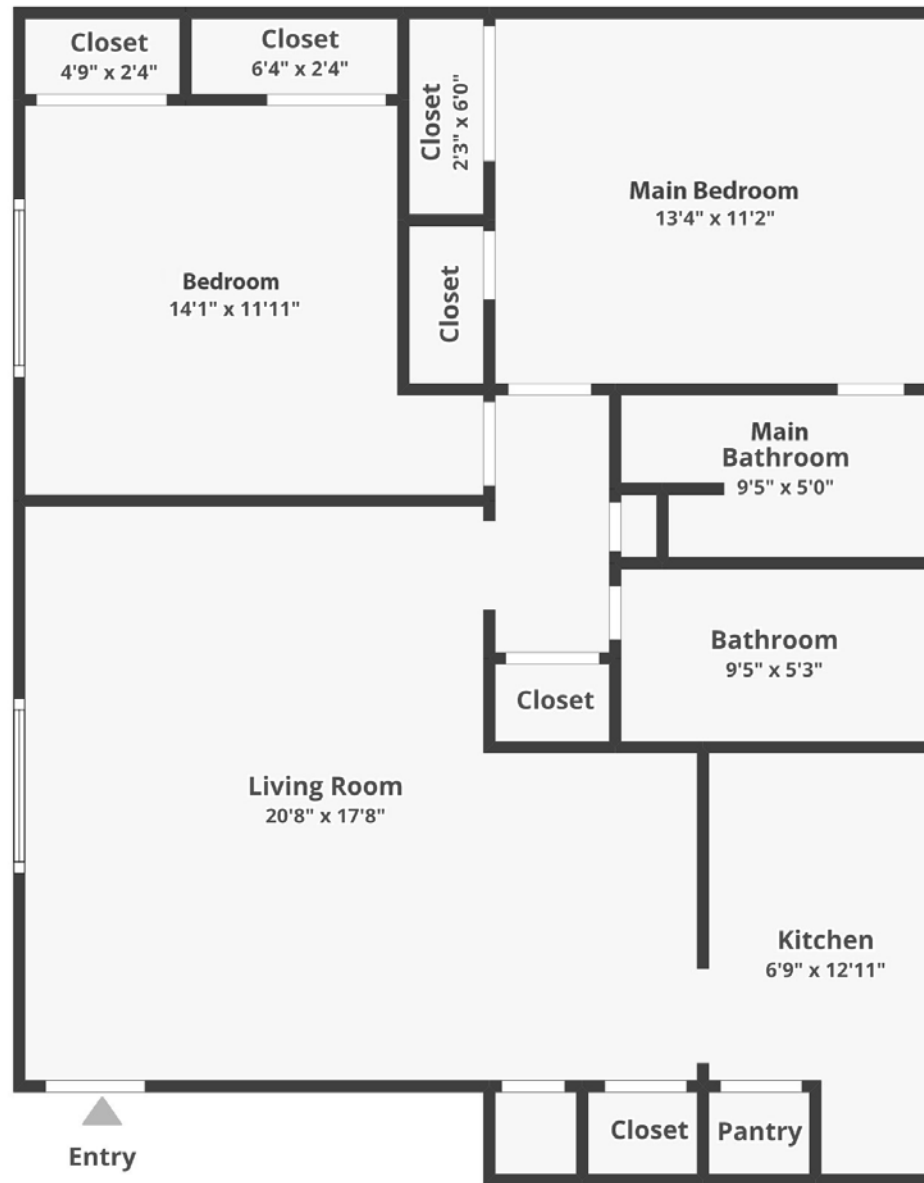 Closet
4'9" x 2'4"
Closet
6'4" x 2'4"
Closet
2'3" x 6'0"
Main Bedroom
13'4" x 11'2"
Bedroom
14'1" x 11'11"
Closet
Main
Bathroom
9'5" x 5'0"
Bathroom
9'5" x 5'3"
Closet
Living Room
20'8" x 17'8"
Kitchen
6'9" x 12'11"
Closet
Pantry
Entry